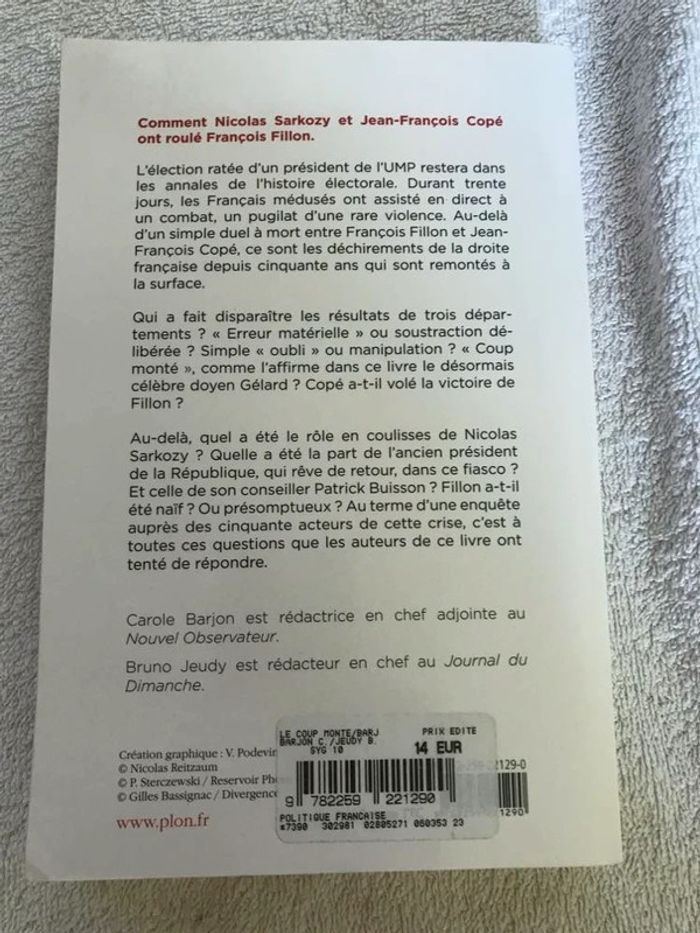 Comment Nicolas Sarkozy et Jean-François Copé
ont roulé François Fillon.
L'élection ratée d'un président de l'UMP restera dans
les annales de l'histoire électorale. Durant trente
jours, les Français médusés ont assisté en direct à
un combat, un pugilat d'une rare violence. Au-delà
d'un simple duel à mort entre François Fillon et Jean-
François Copé, ce sont les déchirements de la droite
française depuis cinquante ans qui sont remontés à
la surface.
Qui a fait disparaître les résultats de trois dépar-
tements ? « Erreur matérielle » ou soustraction dé-
libérée ? Simple « oubli » ou manipulation ? « Coup
monté », comme l'affirme dans ce livre le désormais
célèbre doyen Gélard ? Copé a-t-il volé la victoire de
Fillon ?
Au-delà, quel a été le rôle en coulisses de Nicolas
Sarkozy ? Quelle a été la part de l'ancien président
de la République, qui rêve de retour, dans ce fiasco ?
Et celle de son conseiller Patrick Buisson ? Fillon a-t-il
été naïf ? Ou présomptueux ? Au terme d'une enquête
auprès des cinquante acteurs de cette crise, c'est à
toutes ces questions que les auteurs de ce livre ont
tenté de répondre.
Carole Barjon est rédactrice en chef adjointe au
Nouvel Observateur.
Bruno Jeudy est rédacteur en chef au Journal du
Dimanche.
Création graphique : V. Podevin
© Nicolas Reitzaum
© P. Sterczewski / Reservoir Ph
© Gilles Bassignac / Divergence
www.plon.fr
LE COUP MONTE/BARJ PRIX EDITE
BARJON C./JEUDY B. 14 EUR
SYG 10
9 782259 221290
POLITIQUE FRANCAISE
*7390 302981 02805271 060353 23
2129-0
1290